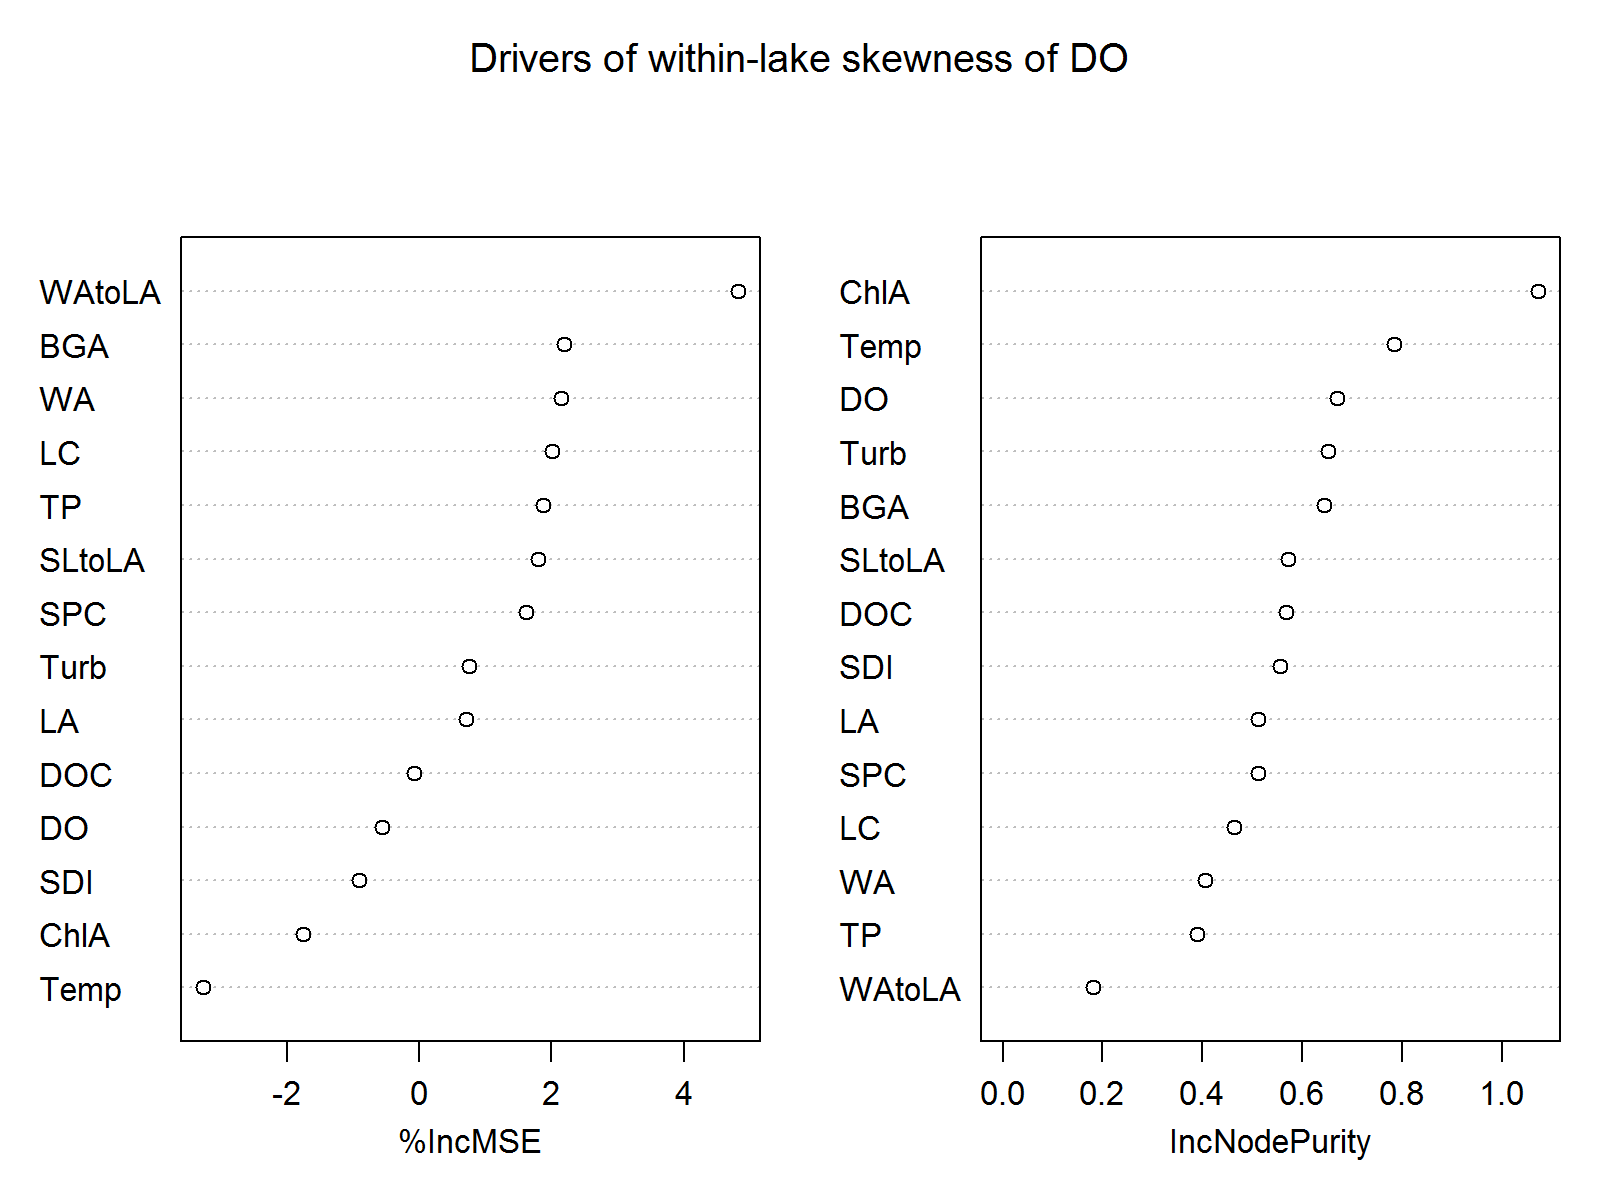 Drivers of within-lake skewness of DO
WAtoLA
BGA
WA
LC
TP
SLtoLA
SPC
Turb
LA
DOC
DO
SDI
ChlA
Temp
-2 0 2 4
%IncMSE
ChlA
Temp
DO
Turb
BGA
SLtoLA
DOC
SDI
LA
SPC
LC
WA
TP
WAtoLA
0.0 0.2 0.4 0.6 0.8 1.0
IncNodePurity